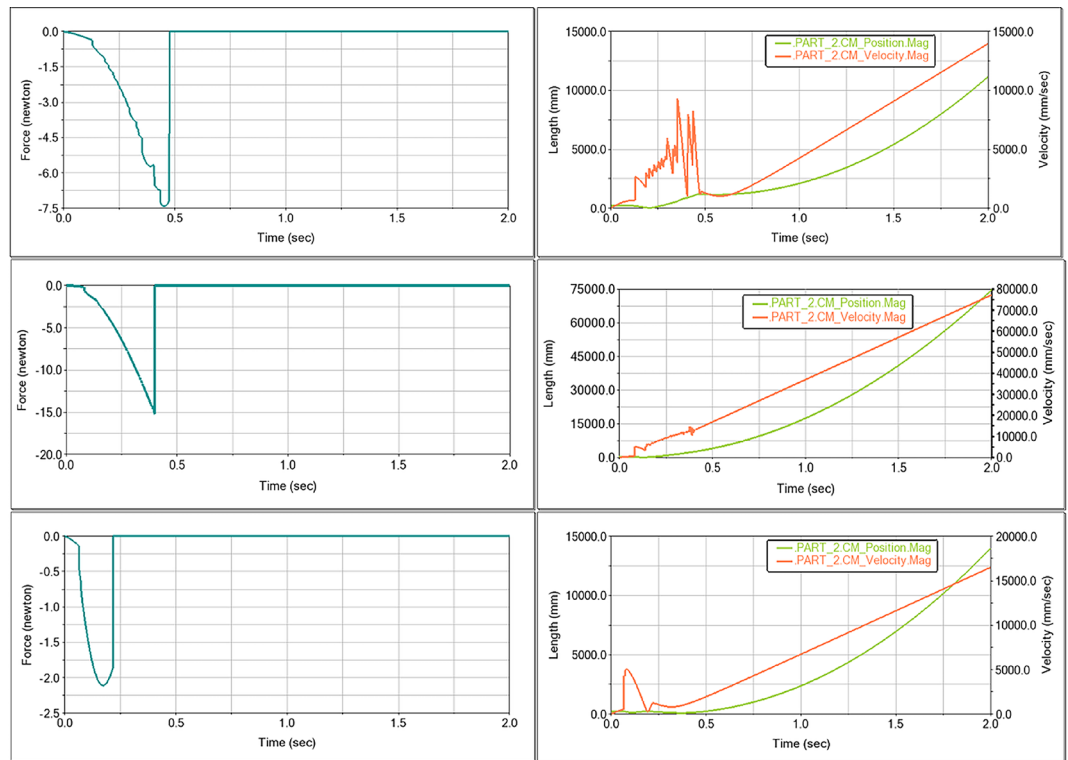 0.0
-1.5
-3.0
-4.5
-6.0
-7.5
Force (newton)
0.0 0.5 1.0 1.5 2.0
Time (sec)
15000.0
10000.0
5000.0
0.0
Length (mm)
.PART_2.CM_Position.Mag
.PART_2.CM_Velocity.Mag
15000.0
10000.0
5000.0
0.0
Velocity (mm/sec)
0.0 0.5 1.0 1.5 2.0
Time (sec)
0.0
-5.0
-10.0
-15.0
-20.0
Force (newton)
0.0 0.5 1.0 1.5 2.0
Time (sec)
75000.0
60000.0
45000.0
30000.0
15000.0
0.0
Length (mm)
.PART_2.CM_Position.Mag
.PART_2.CM_Velocity.Mag
80000.0
70000.0
60000.0
50000.0
40000.0
30000.0
20000.0
10000.0
0.0
Velocity (mm/sec)
0.0 0.5 1.0 1.5 2.0
Time (sec)
0.0
-0.5
-1.0
-1.5
-2.0
-2.5
Force (newton)
0.0 0.5 1.0 1.5 2.0
Time (sec)
15000.0
10000.0
5000.0
0.0
Length (mm)
.PART_2.CM_Position.Mag
.PART_2.CM_Velocity.Mag
20000.0
15000.0
10000.0
5000.0
0.0
Velocity (mm/sec)
0.0 0.5 1.0 1.5 2.0
Time (sec)